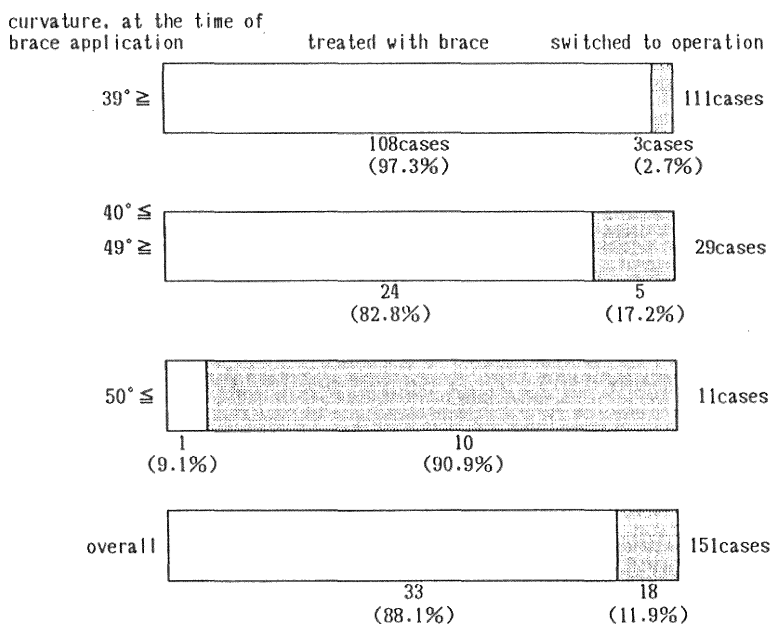 curvature, at the time of
brace application treated with brace switched to operation
39° ≧ 111cases
108cases 3cases
(97.3%) (2.7%)
40° ≦
49° ≧ 29cases
24 5
(82.8%) (17.2%)
50° ≦ 11cases
1 10
(9.1%) (90.9%)
overall 151cases
33 18
(88.1%) (11.9%)